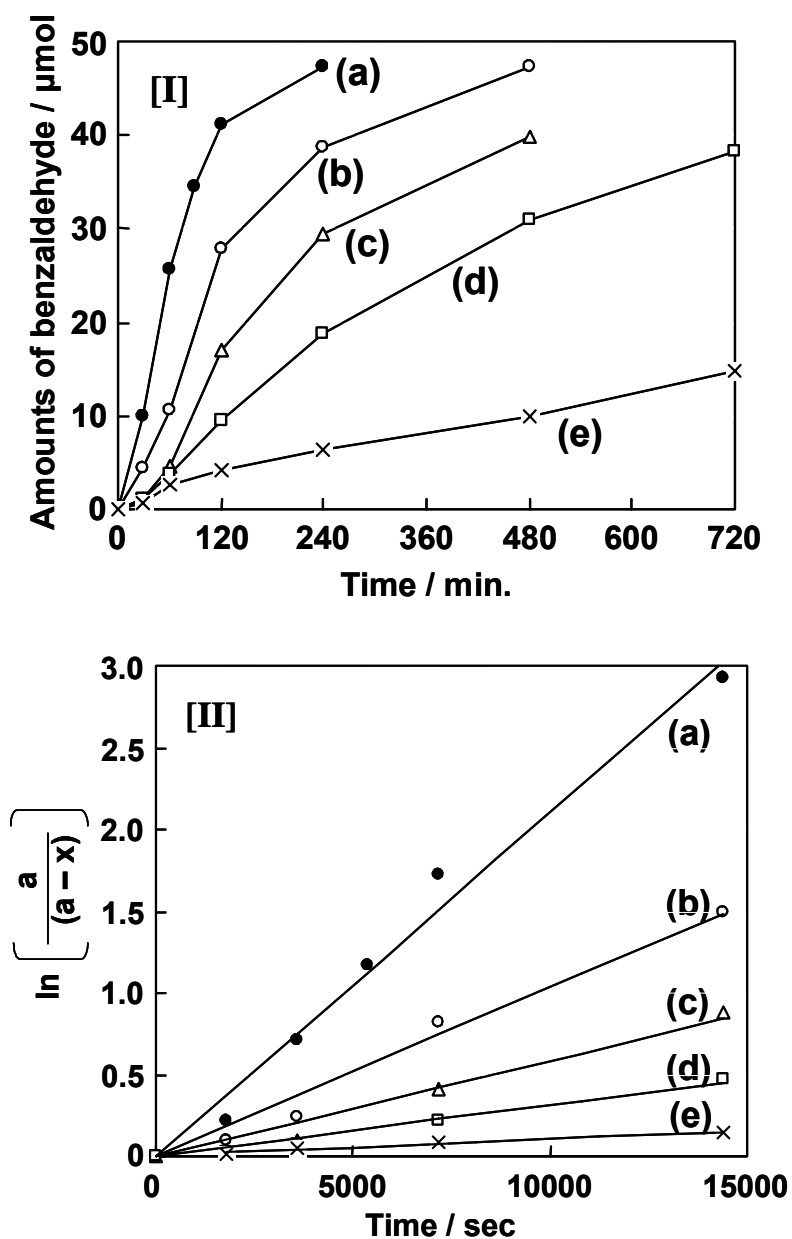 [I]
(a)
(b)
(c)
(d)
(e)
50
40
30
20
10
0
Amounts of benzaldehyde / μmol
0 120 240 360 480 600 720
Time / min.
[II]
(a)
(b)
(c)
(d)
(e)
3.0
2.5
2.0
1.5
1.0
0.5
0
ln [ a / (a – x) ]
0 5000 10000 15000
Time / sec